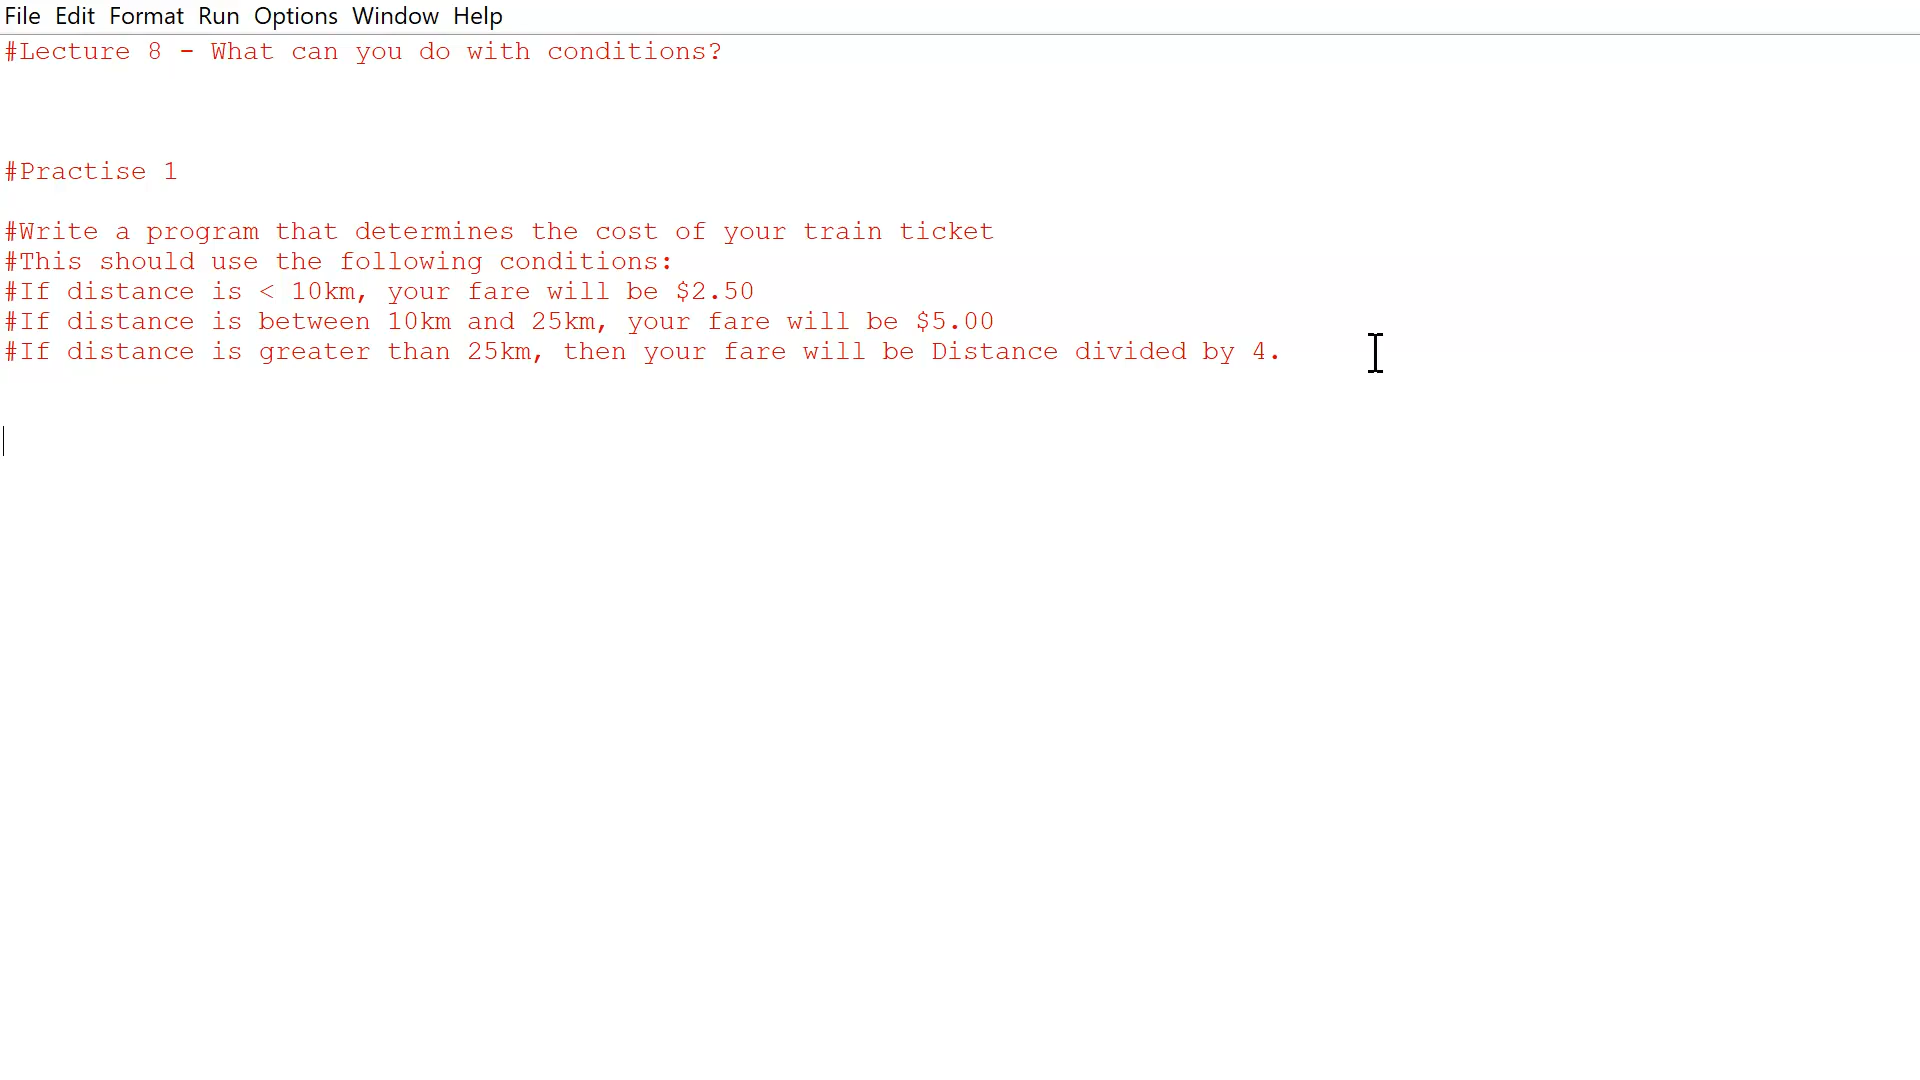 File Edit Format Run Options Window Help
#Lecture 8 - What can you do with conditions?
#Practise 1
#Write a program that determines the cost of your train ticket
#This should use the following conditions:
#If distance is < 10km, your fare will be $2.50
#If distance is between 10km and 25km, your fare will be $5.00
#If distance is greater than 25km, then your fare will be Distance divided by 4.